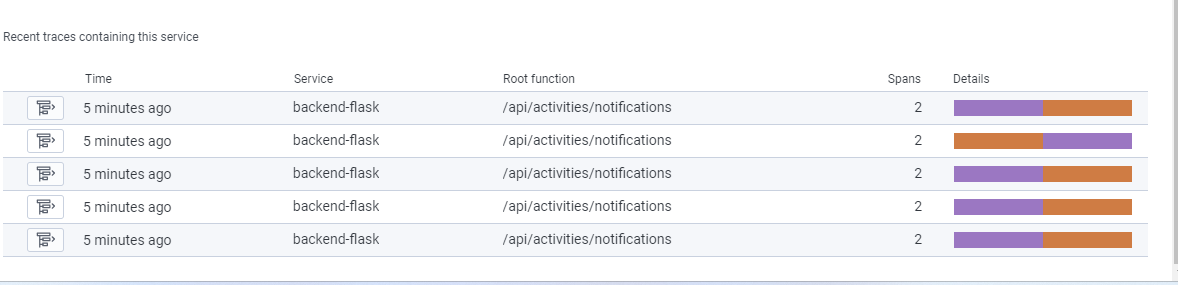 Recent traces containing this service
Time Service Root function Spans Details
5 minutes ago backend-flask /api/activities/notifications 2
5 minutes ago backend-flask /api/activities/notifications 2
5 minutes ago backend-flask /api/activities/notifications 2
5 minutes ago backend-flask /api/activities/notifications 2
5 minutes ago backend-flask /api/activities/notifications 2